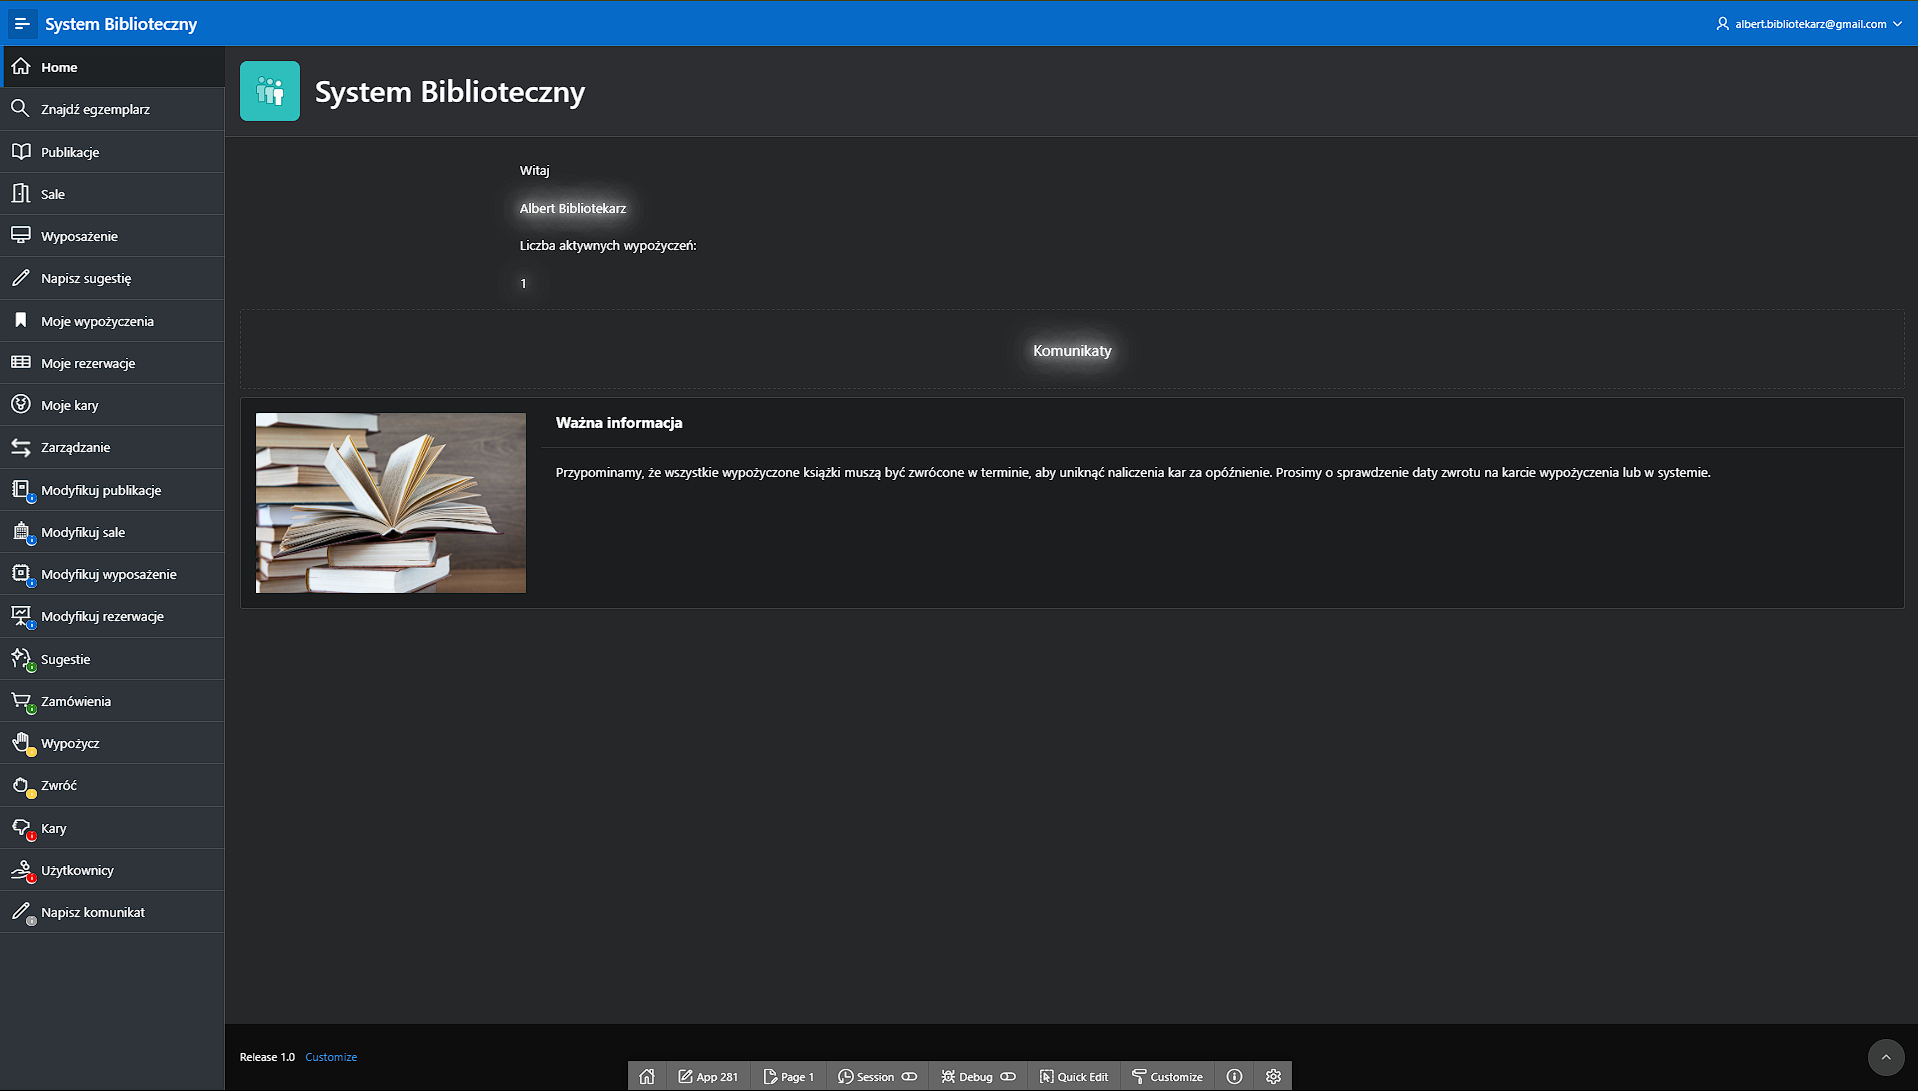 System Biblioteczny
albert.bibliotekarz@gmail.com
Home
Znajdź egzemplarz
Publikacje
Sale
Wyposażenie
Napisz sugestię
Moje wypożyczenia
Moje rezerwacje
Moje kary
Zarządzanie
Modyfikuj publikacje
Modyfikuj sale
Modyfikuj wyposażenie
Modyfikuj rezerwacje
Sugestie
Zamówienia
Wypożycz
Zwróć
Kary
Użytkownicy
Napisz komunikat
System Biblioteczny
Witaj
Albert Bibliotekarz
Liczba aktywnych wypożyczeń:
1
Komunikaty
Ważna informacja
Przypominamy, że wszystkie wypożyczone książki muszą być zwrócone w terminie, aby uniknąć naliczenia kar za opóźnienie. Prosimy o sprawdzenie daty zwrotu na karcie wypożyczenia lub w systemie.
Release 1.0 Customize
App 281 Page 1 Session Debug Quick Edit Customize